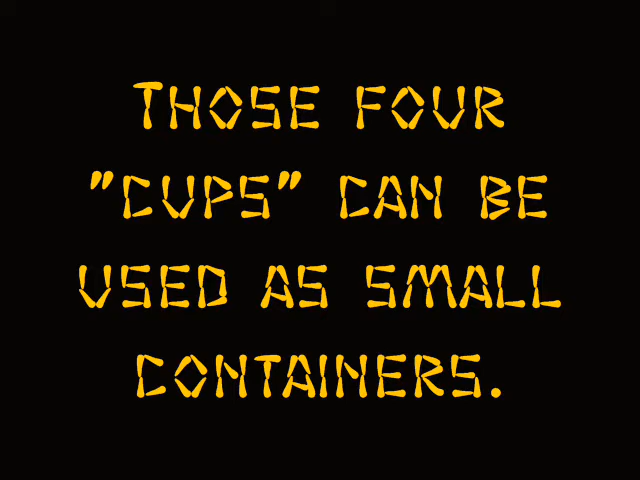 THOSE FOUR
"CUPS" CAN BE
USED AS SMALL
CONTAINERS.